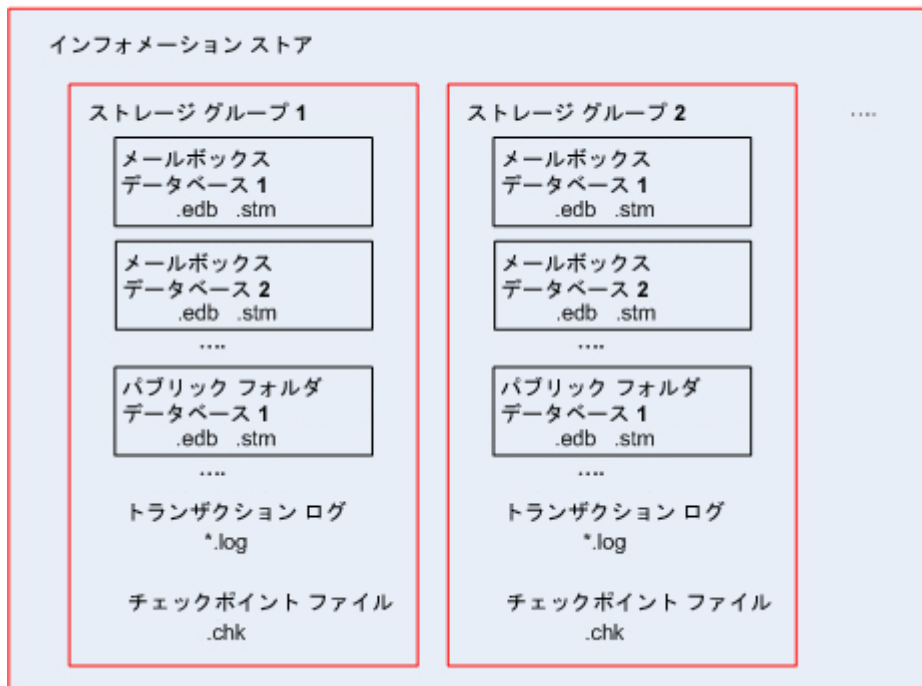 インフォメーション ストア
ストレージ グループ 1
メールボックス
データベース 1
.edb .stm
メールボックス
データベース 2
.edb .stm
....
パブリック フォルダ
データベース 1
.edb .stm
....
トランザクション ログ
*.log
チェックポイント ファイル
.chk
ストレージ グループ 2
メールボックス
データベース 1
.edb .stm
メールボックス
データベース 2
.edb .stm
....
パブリック フォルダ
データベース 1
.edb .stm
....
トランザクション ログ
*.log
チェックポイント ファイル
.chk
....